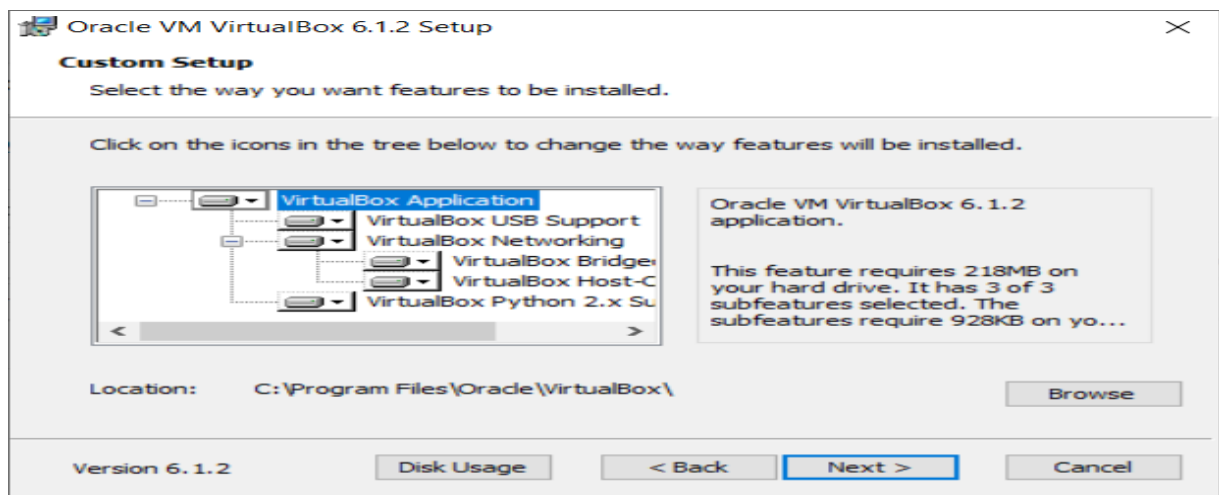 Oracle VM VirtualBox 6.1.2 Setup
Custom Setup
Select the way you want features to be installed.
Click on the icons in the tree below to change the way features will be installed.
VirtualBox Application
VirtualBox USB Support
VirtualBox Networking
VirtualBox Bridge
VirtualBox Host-C
VirtualBox Python 2.x Su
Oracle VM VirtualBox 6.1.2
application.
This feature requires 218MB on
your hard drive. It has 3 of 3
subfeatures selected. The
subfeatures require 928KB on yo...
Location: C:\Program Files\Oracle\VirtualBox\
Browse
Version 6.1.2
Disk Usage
< Back
Next >
Cancel